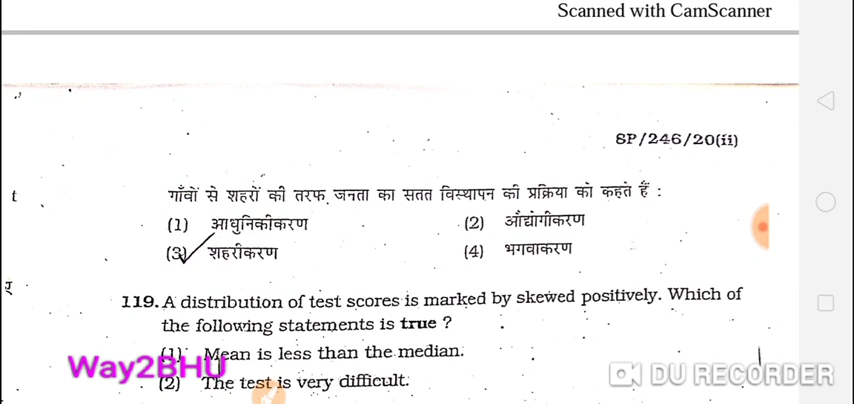 Scanned with CamScanner
SP/246/20(ii)
t
गाँवों से शहरों की तरफ जनता का सतत विस्थापन की प्रक्रिया को कहते हैं :
(1) आधुनिकीकरण (2) औद्योगीकरण
(3) शहरीकरण (4) भगवाकरण
र
119. A distribution of test scores is marked by skewed positively. Which of
the following statements is true ?
(1) Mean is less than the median.
Way2BHU
DU RECORDER
(2) The test is very difficult.